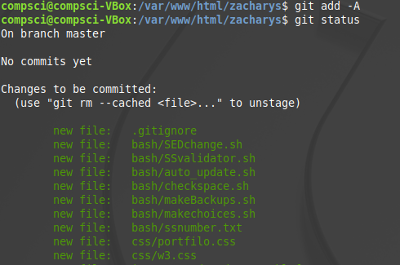 compsci@compsci-VBox:/var/www/html/zacharys$ git add -A
compsci@compsci-VBox:/var/www/html/zacharys$ git status
On branch master
No commits yet
Changes to be committed:
(use "git rm --cached <file>..." to unstage)
new file: .gitignore
new file: bash/SEDchange.sh
new file: bash/SSvalidator.sh
new file: bash/auto_update.sh
new file: bash/checkspace.sh
new file: bash/makeBackups.sh
new file: bash/makechoices.sh
new file: bash/ssnumber.txt
new file: css/portfilo.css
new file: css/w3.css